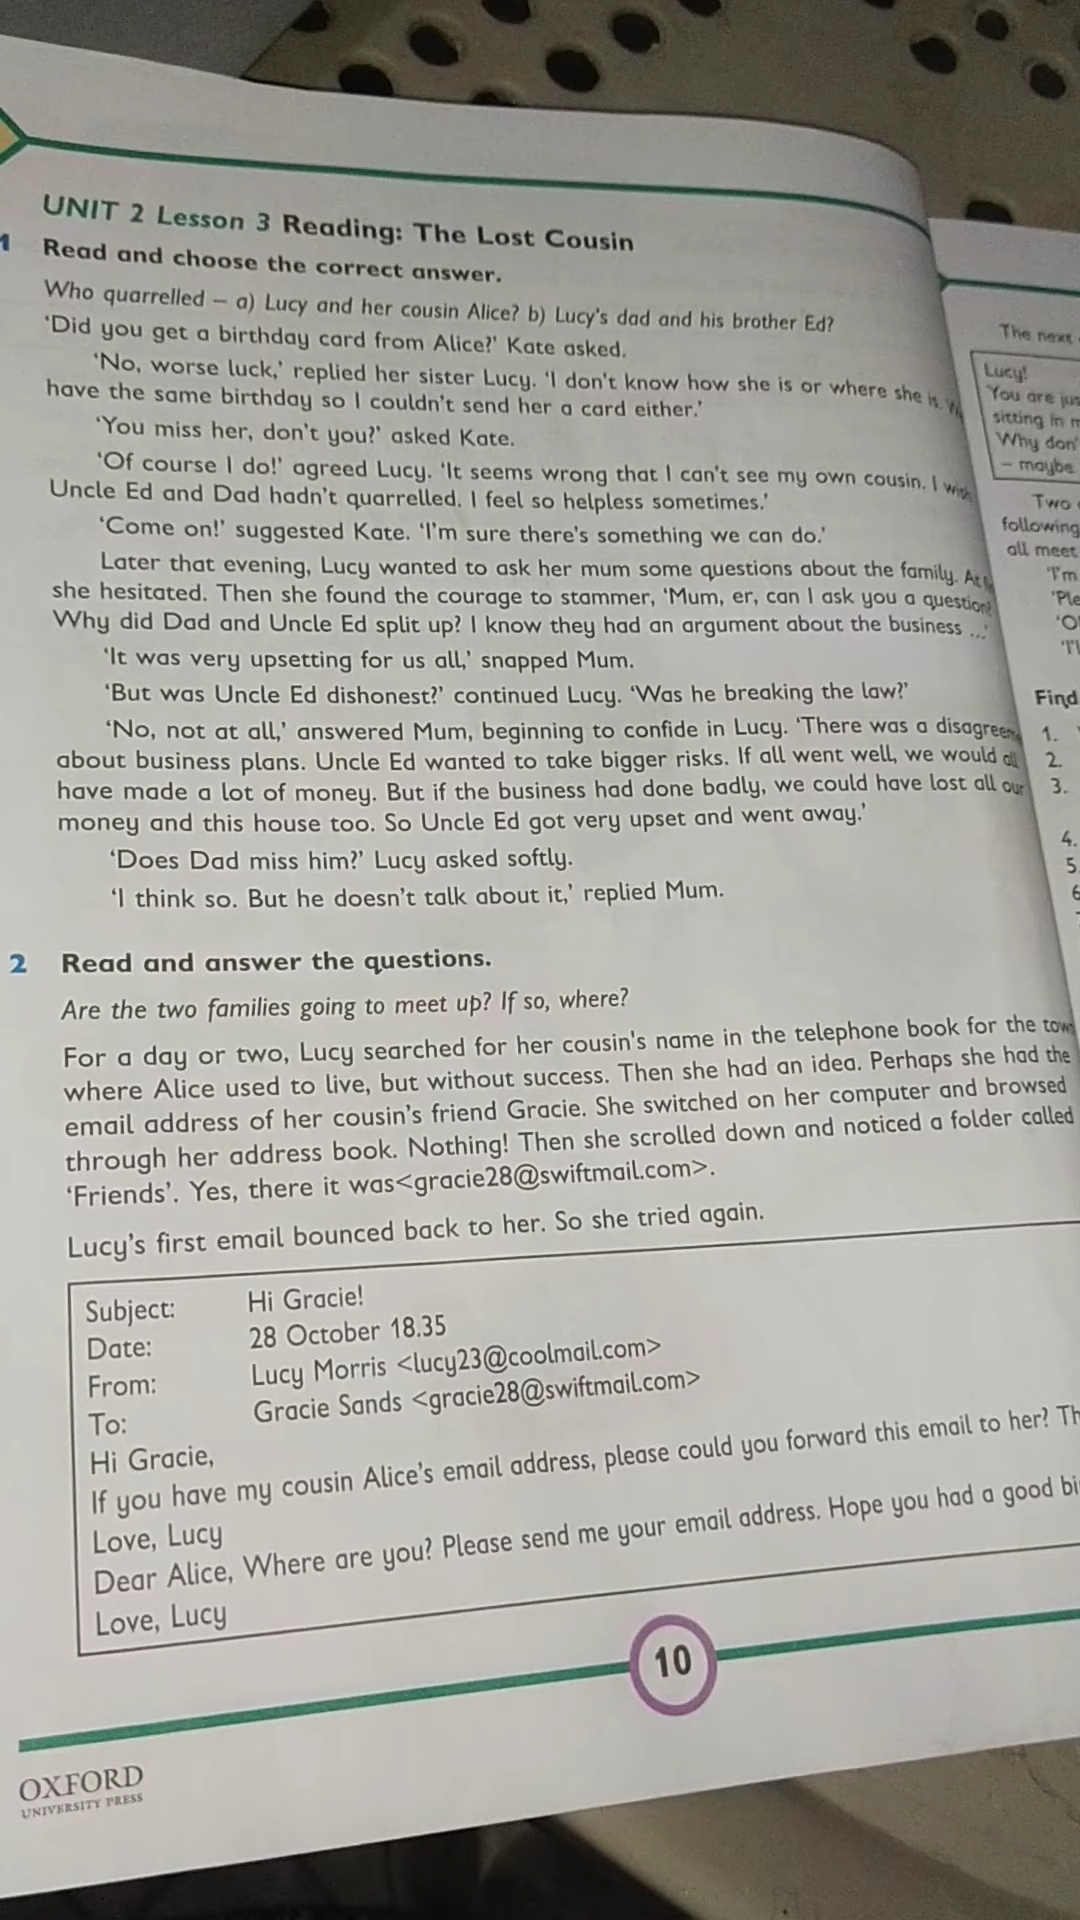 UNIT 2 Lesson 3 Reading: The Lost Cousin
1 Read and choose the correct answer.
Who quarrelled – a) Lucy and her cousin Alice? b) Lucy's dad and his brother Ed?
'Did you get a birthday card from Alice?' Kate asked.
'No, worse luck,' replied her sister Lucy. 'I don't know how she is or where she is.
have the same birthday so I couldn't send her a card either.'
'You miss her, don't you?' asked Kate.
'Of course I do!' agreed Lucy. 'It seems wrong that I can't see my own cousin. I wish
Uncle Ed and Dad hadn't quarrelled. I feel so helpless sometimes.'
'Come on!' suggested Kate. 'I'm sure there's something we can do.'
Later that evening, Lucy wanted to ask her mum some questions about the family. At
she hesitated. Then she found the courage to stammer, 'Mum, er, can I ask you a question?
Why did Dad and Uncle Ed split up? I know they had an argument about the business ...'
'It was very upsetting for us all,' snapped Mum.
'But was Uncle Ed dishonest?' continued Lucy. 'Was he breaking the law?'
'No, not at all,' answered Mum, beginning to confide in Lucy. 'There was a disagreem
about business plans. Uncle Ed wanted to take bigger risks. If all went well, we would all
have made a lot of money. But if the business had done badly, we could have lost all our
money and this house too. So Uncle Ed got very upset and went away.'
'Does Dad miss him?' Lucy asked softly.
'I think so. But he doesn't talk about it,' replied Mum.
2 Read and answer the questions.
Are the two families going to meet up? If so, where?
For a day or two, Lucy searched for her cousin's name in the telephone book for the town
where Alice used to live, but without success. Then she had an idea. Perhaps she had the
email address of her cousin's friend Gracie. She switched on her computer and browsed
through her address book. Nothing! Then she scrolled down and noticed a folder called
'Friends'. Yes, there it was<gracie28@swiftmail.com>.
Lucy's first email bounced back to her. So she tried again.
Subject: Hi Gracie!
Date: 28 October 18.35
From: Lucy Morris <lucy23@coolmail.com>
To: Gracie Sands <gracie28@swiftmail.com>
Hi Gracie,
If you have my cousin Alice's email address, please could you forward this email to her? Th
Love, Lucy
Dear Alice, Where are you? Please send me your email address. Hope you had a good bi
Love, Lucy
10
OXFORD
UNIVERSITY PRESS
The next
Lucy!
You are jus
sitting in m
Why don'
– maybe
Two
following
all meet
'I'm
'Ple
Find
1.
2.
3.
4.
5.
6